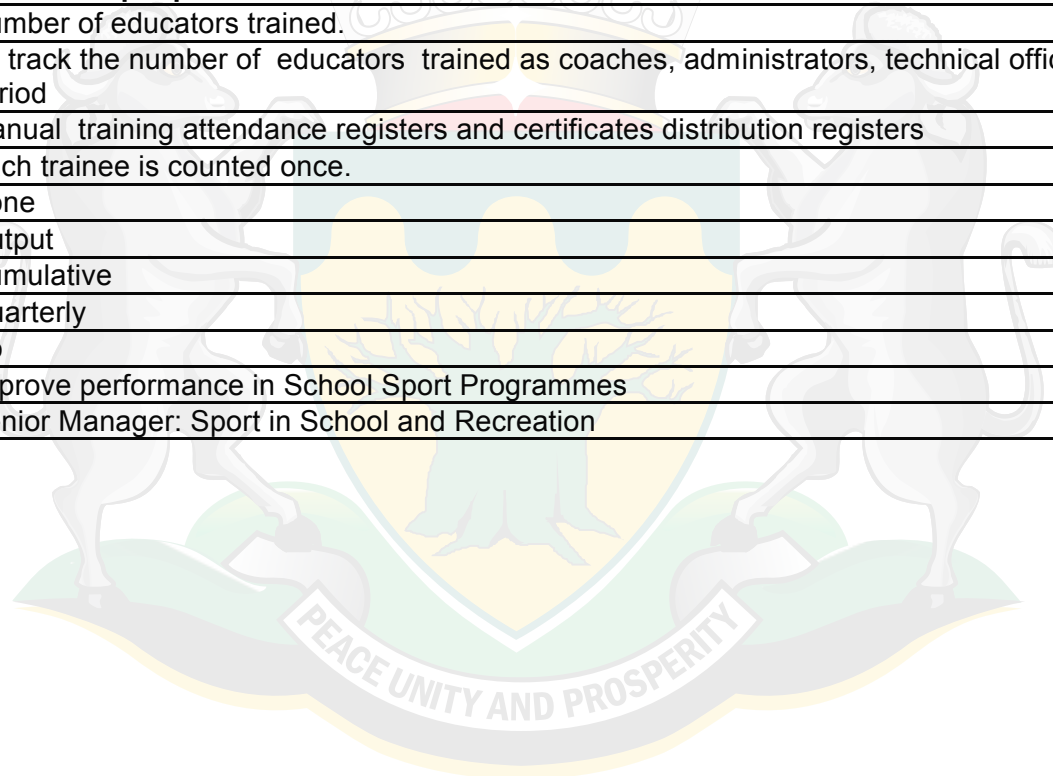 umber of educators trained.
track the number of educators trained as coaches, administrators, technical offic
riod
anual training attendance registers and certificates distribution registers
ch trainee is counted once.
one
utput
umulative
uarterly
o
prove performance in School Sport Programmes
nior Manager: Sport in School and Recreation
PEACE UNITY AND PROSPERITY